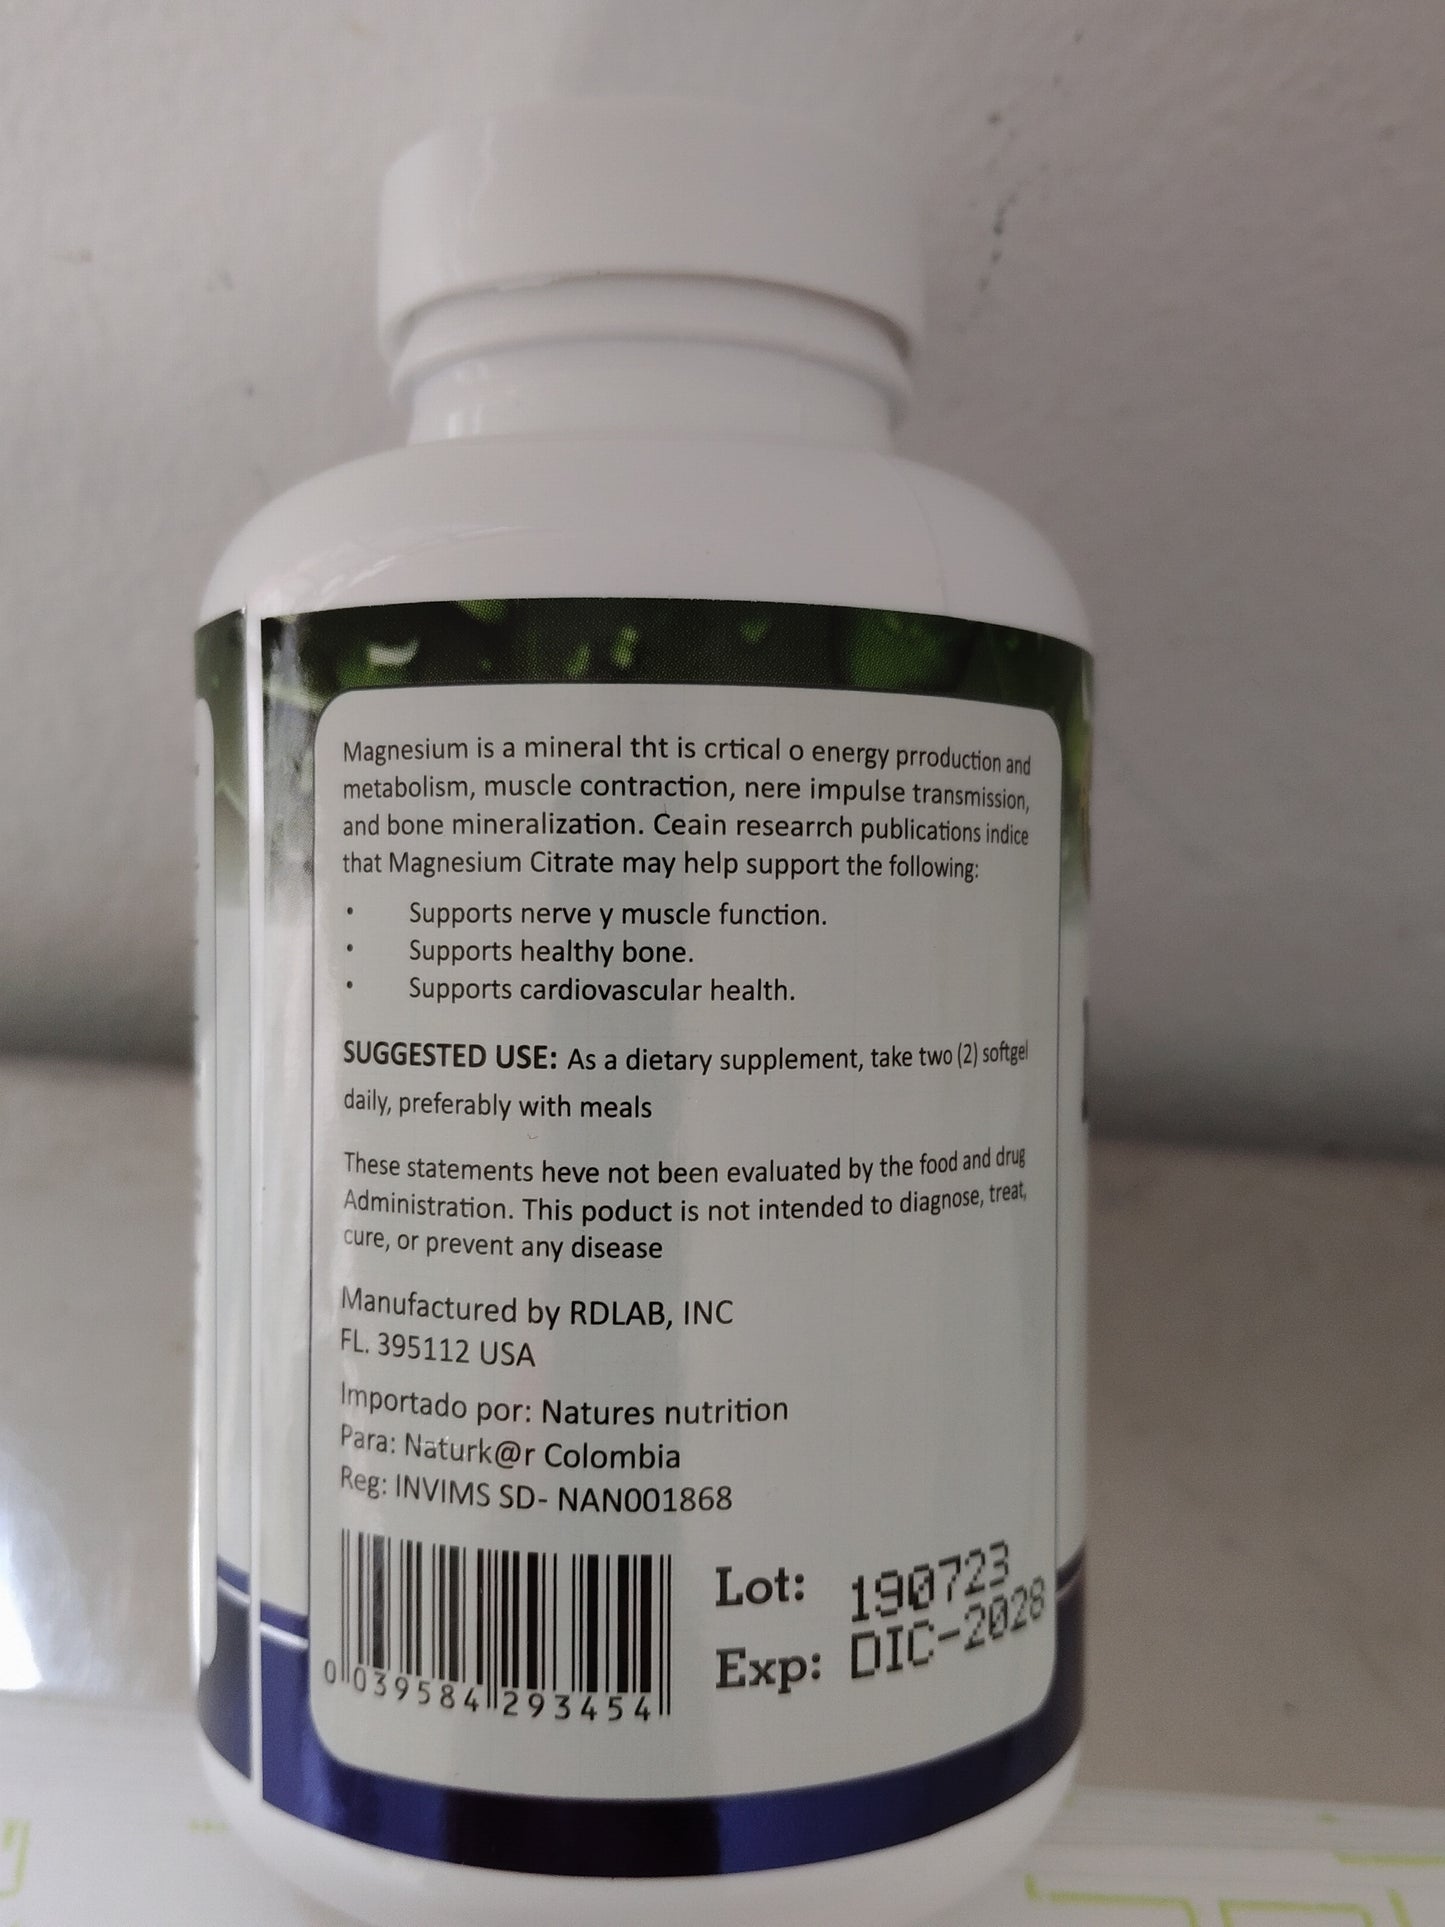 Magnesium is a mineral tht is crtical o energy prroduction and
metabolism, muscle contraction, nere impulse transmission,
and bone mineralization. Ceain researrch publications indice
that Magnesium Citrate may help support the following:
• Supports nerve y muscle function.
• Supports healthy bone.
• Supports cardiovascular health.
SUGGESTED USE: As a dietary supplement, take two (2) softgel
daily, preferably with meals
These statements heve not been evaluated by the food and drug
Administration. This poduct is not intended to diagnose, treat,
cure, or prevent any disease
Manufactured by RDLAB, INC
FL. 395112 USA
Importado por: Natures nutrition
Para: Naturk@r Colombia
Reg: INVIMS SD- NAN001868
0 039584 293454
Lot: 190723
Exp: DIC-2028